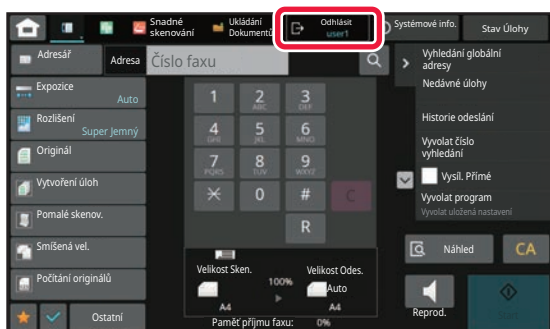 Snadné
skenování
Ukládání
Dokumentů
Odhlásit
user1
Systémové info.
Stav Úlohy
Adresář
Adresa
Číslo faxu
Vyhledání globální
adresy
Nedávné úlohy
Historie odeslání
Vyvolat číslo
vyhledání
Vysíl. Přímé
Vyvolat program
Vyvolat uložená nastavení
Expozice
Auto
Rozlišení
Super Jemný
Originál
Vytvoření úloh
Pomalé skenov.
Smíšená vel.
Počítání originálů
Ostatní
1
2
ABC
3
DEF
4
GHI
5
JKL
6
MNO
7
PQRS
8
TUV
9
WXYZ
0
#
C
R
Velikost Sken.
100%
Velikost Odes.
Auto
A4
A4
Paměť příjmu faxu: 0%
Náhled
CA
Reprod.
Start